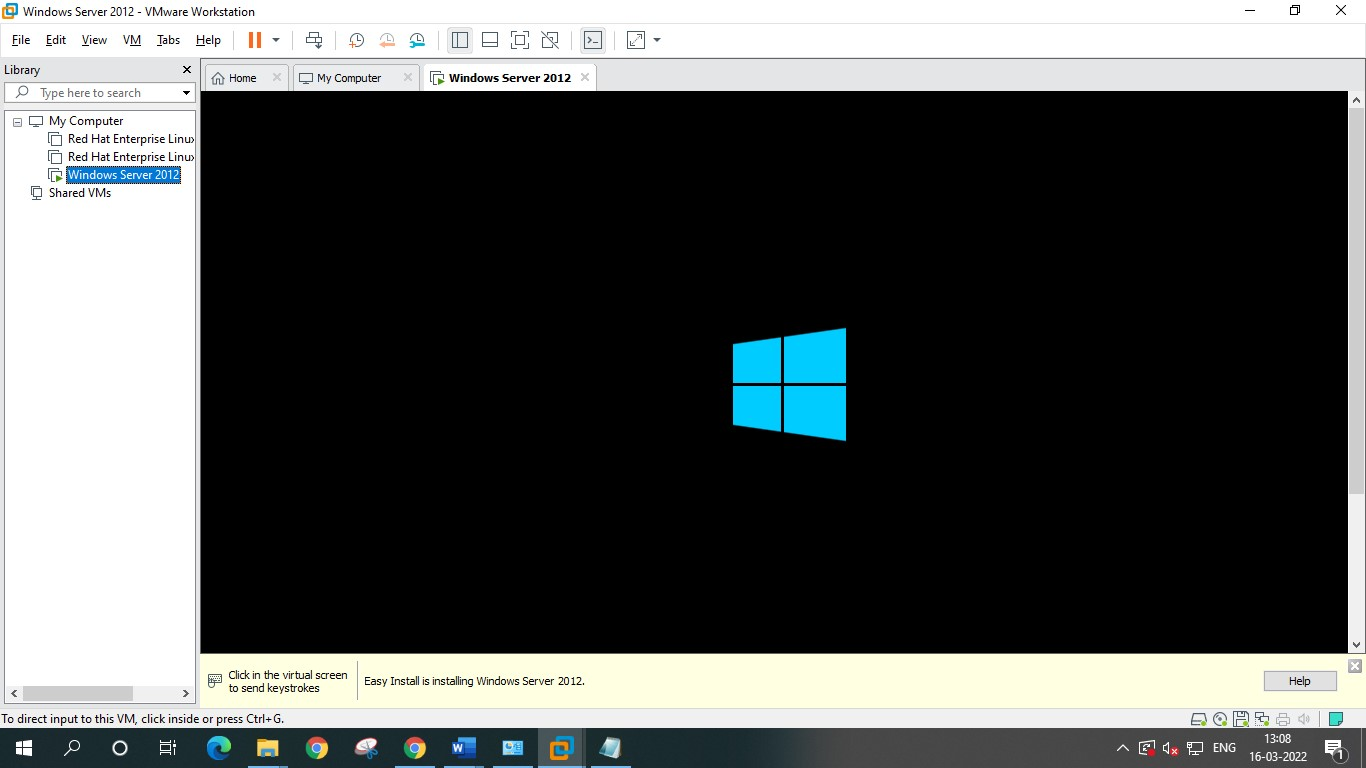 Windows Server 2012 - VMware Workstation
File Edit View VM Tabs Help
Library
Type here to search
Home
My Computer
Windows Server 2012
My Computer
Red Hat Enterprise Linux
Red Hat Enterprise Linux
Windows Server 2012
Shared VMs
Click in the virtual screen
to send keystrokes
Easy Install is installing Windows Server 2012.
Help
To direct input to this VM, click inside or press Ctrl+G.
ENG
13:08
16-03-2022
1